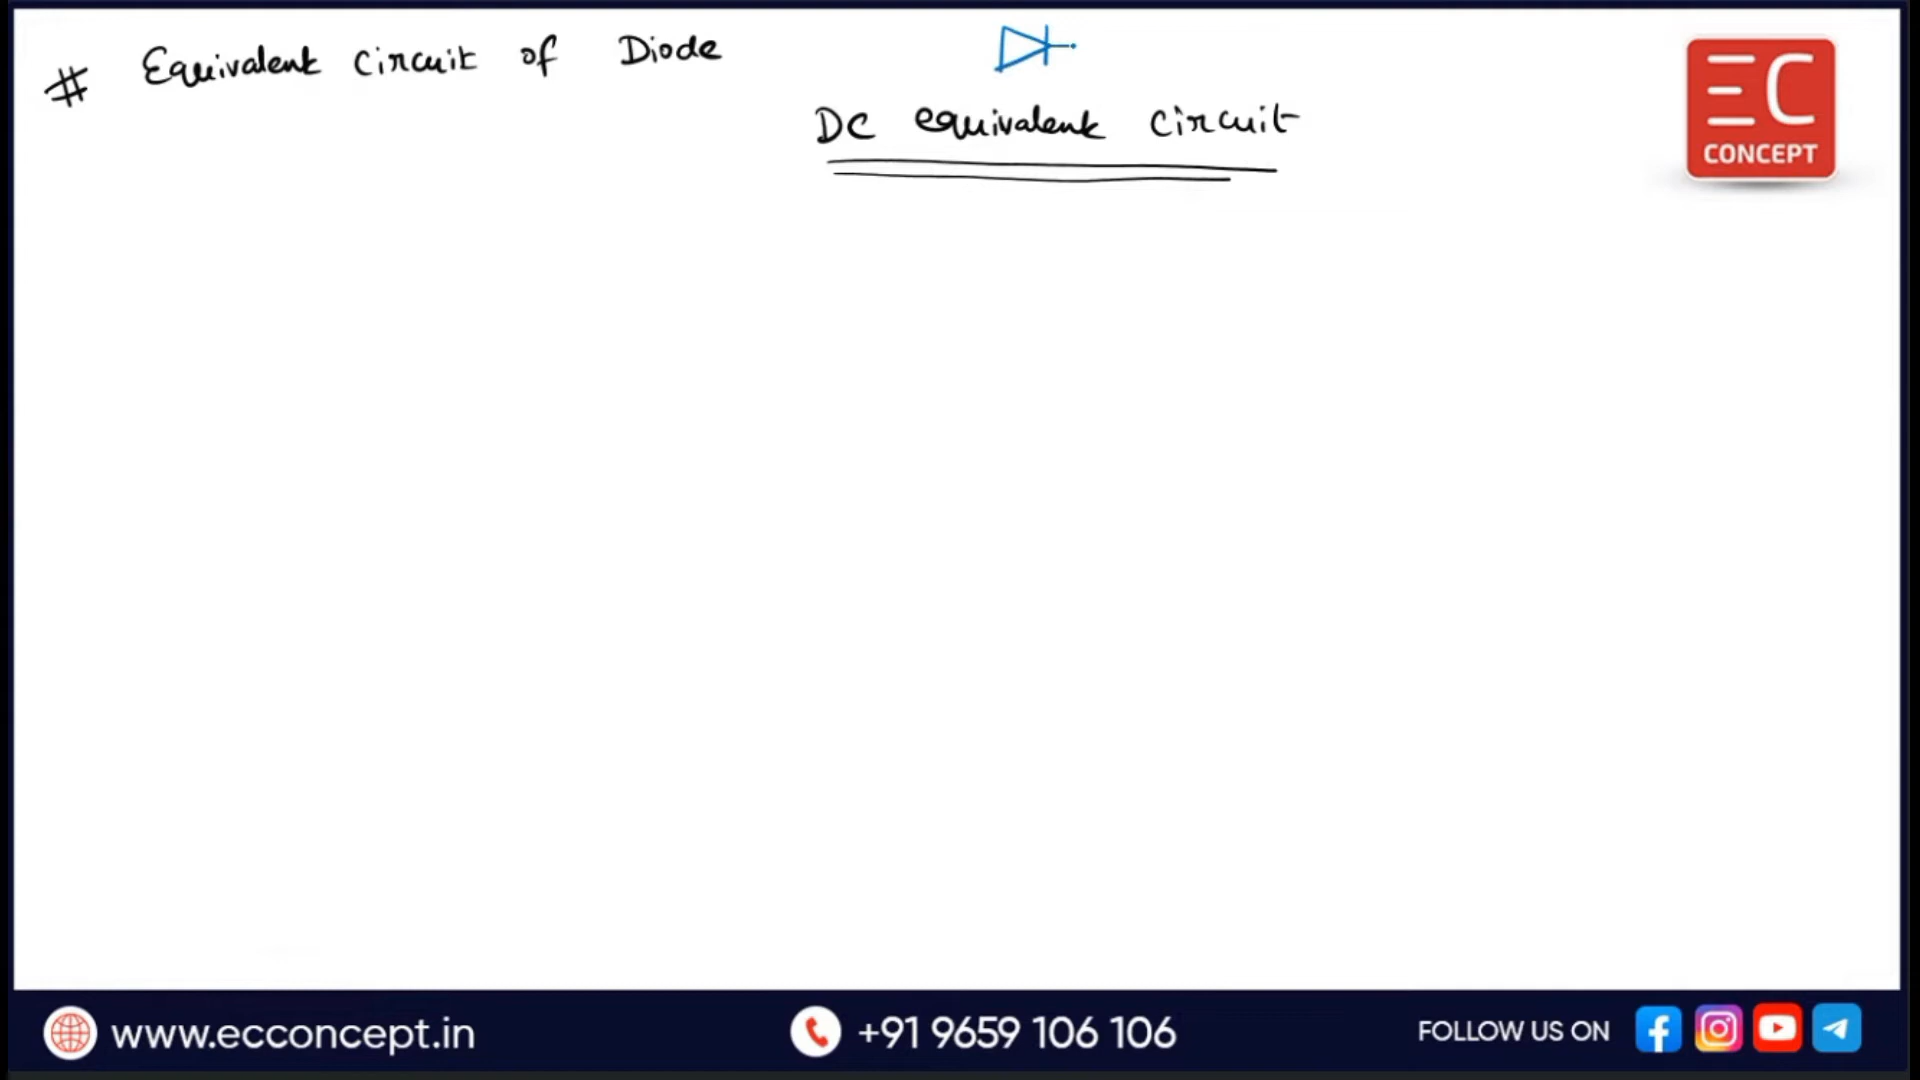 # Equivalent circuit of Diode
DC equivalent circuit
EC
CONCEPT
www.ecconcept.in
+91 9659 106 106
FOLLOW US ON